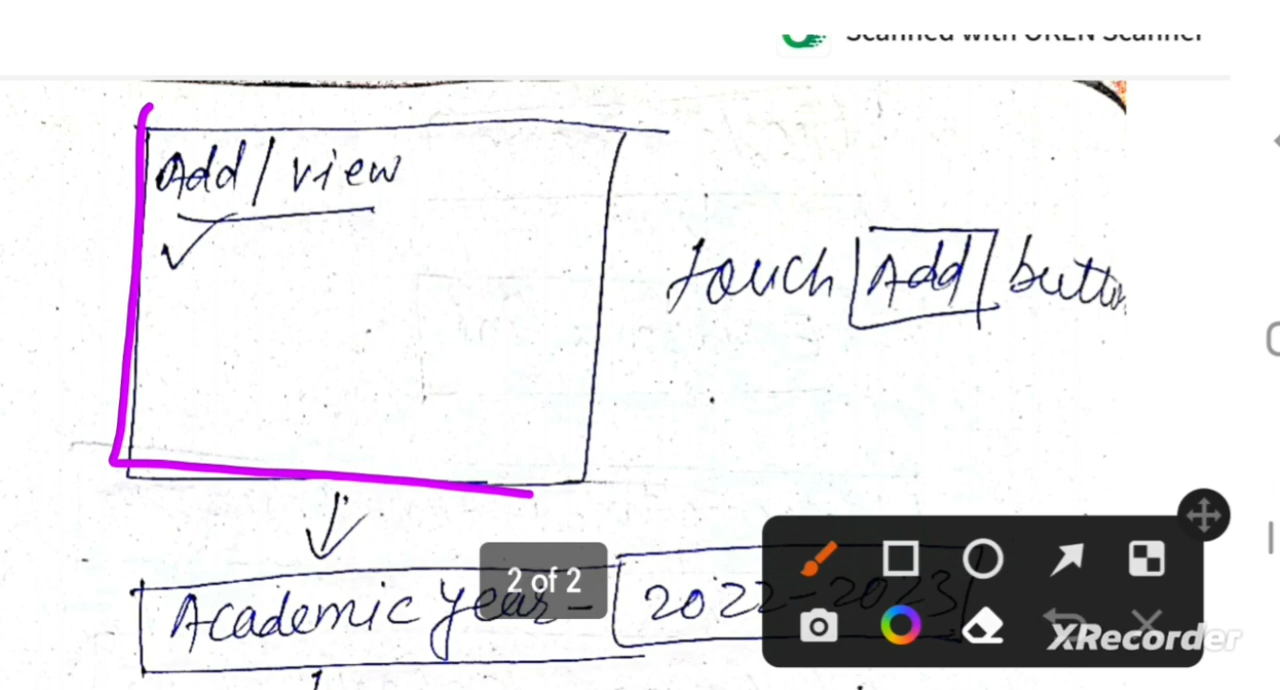 Scanned with OKEN Scanner
Add / view
touch Add button
Academic year - 2022-2023
2 of 2
XRecorder